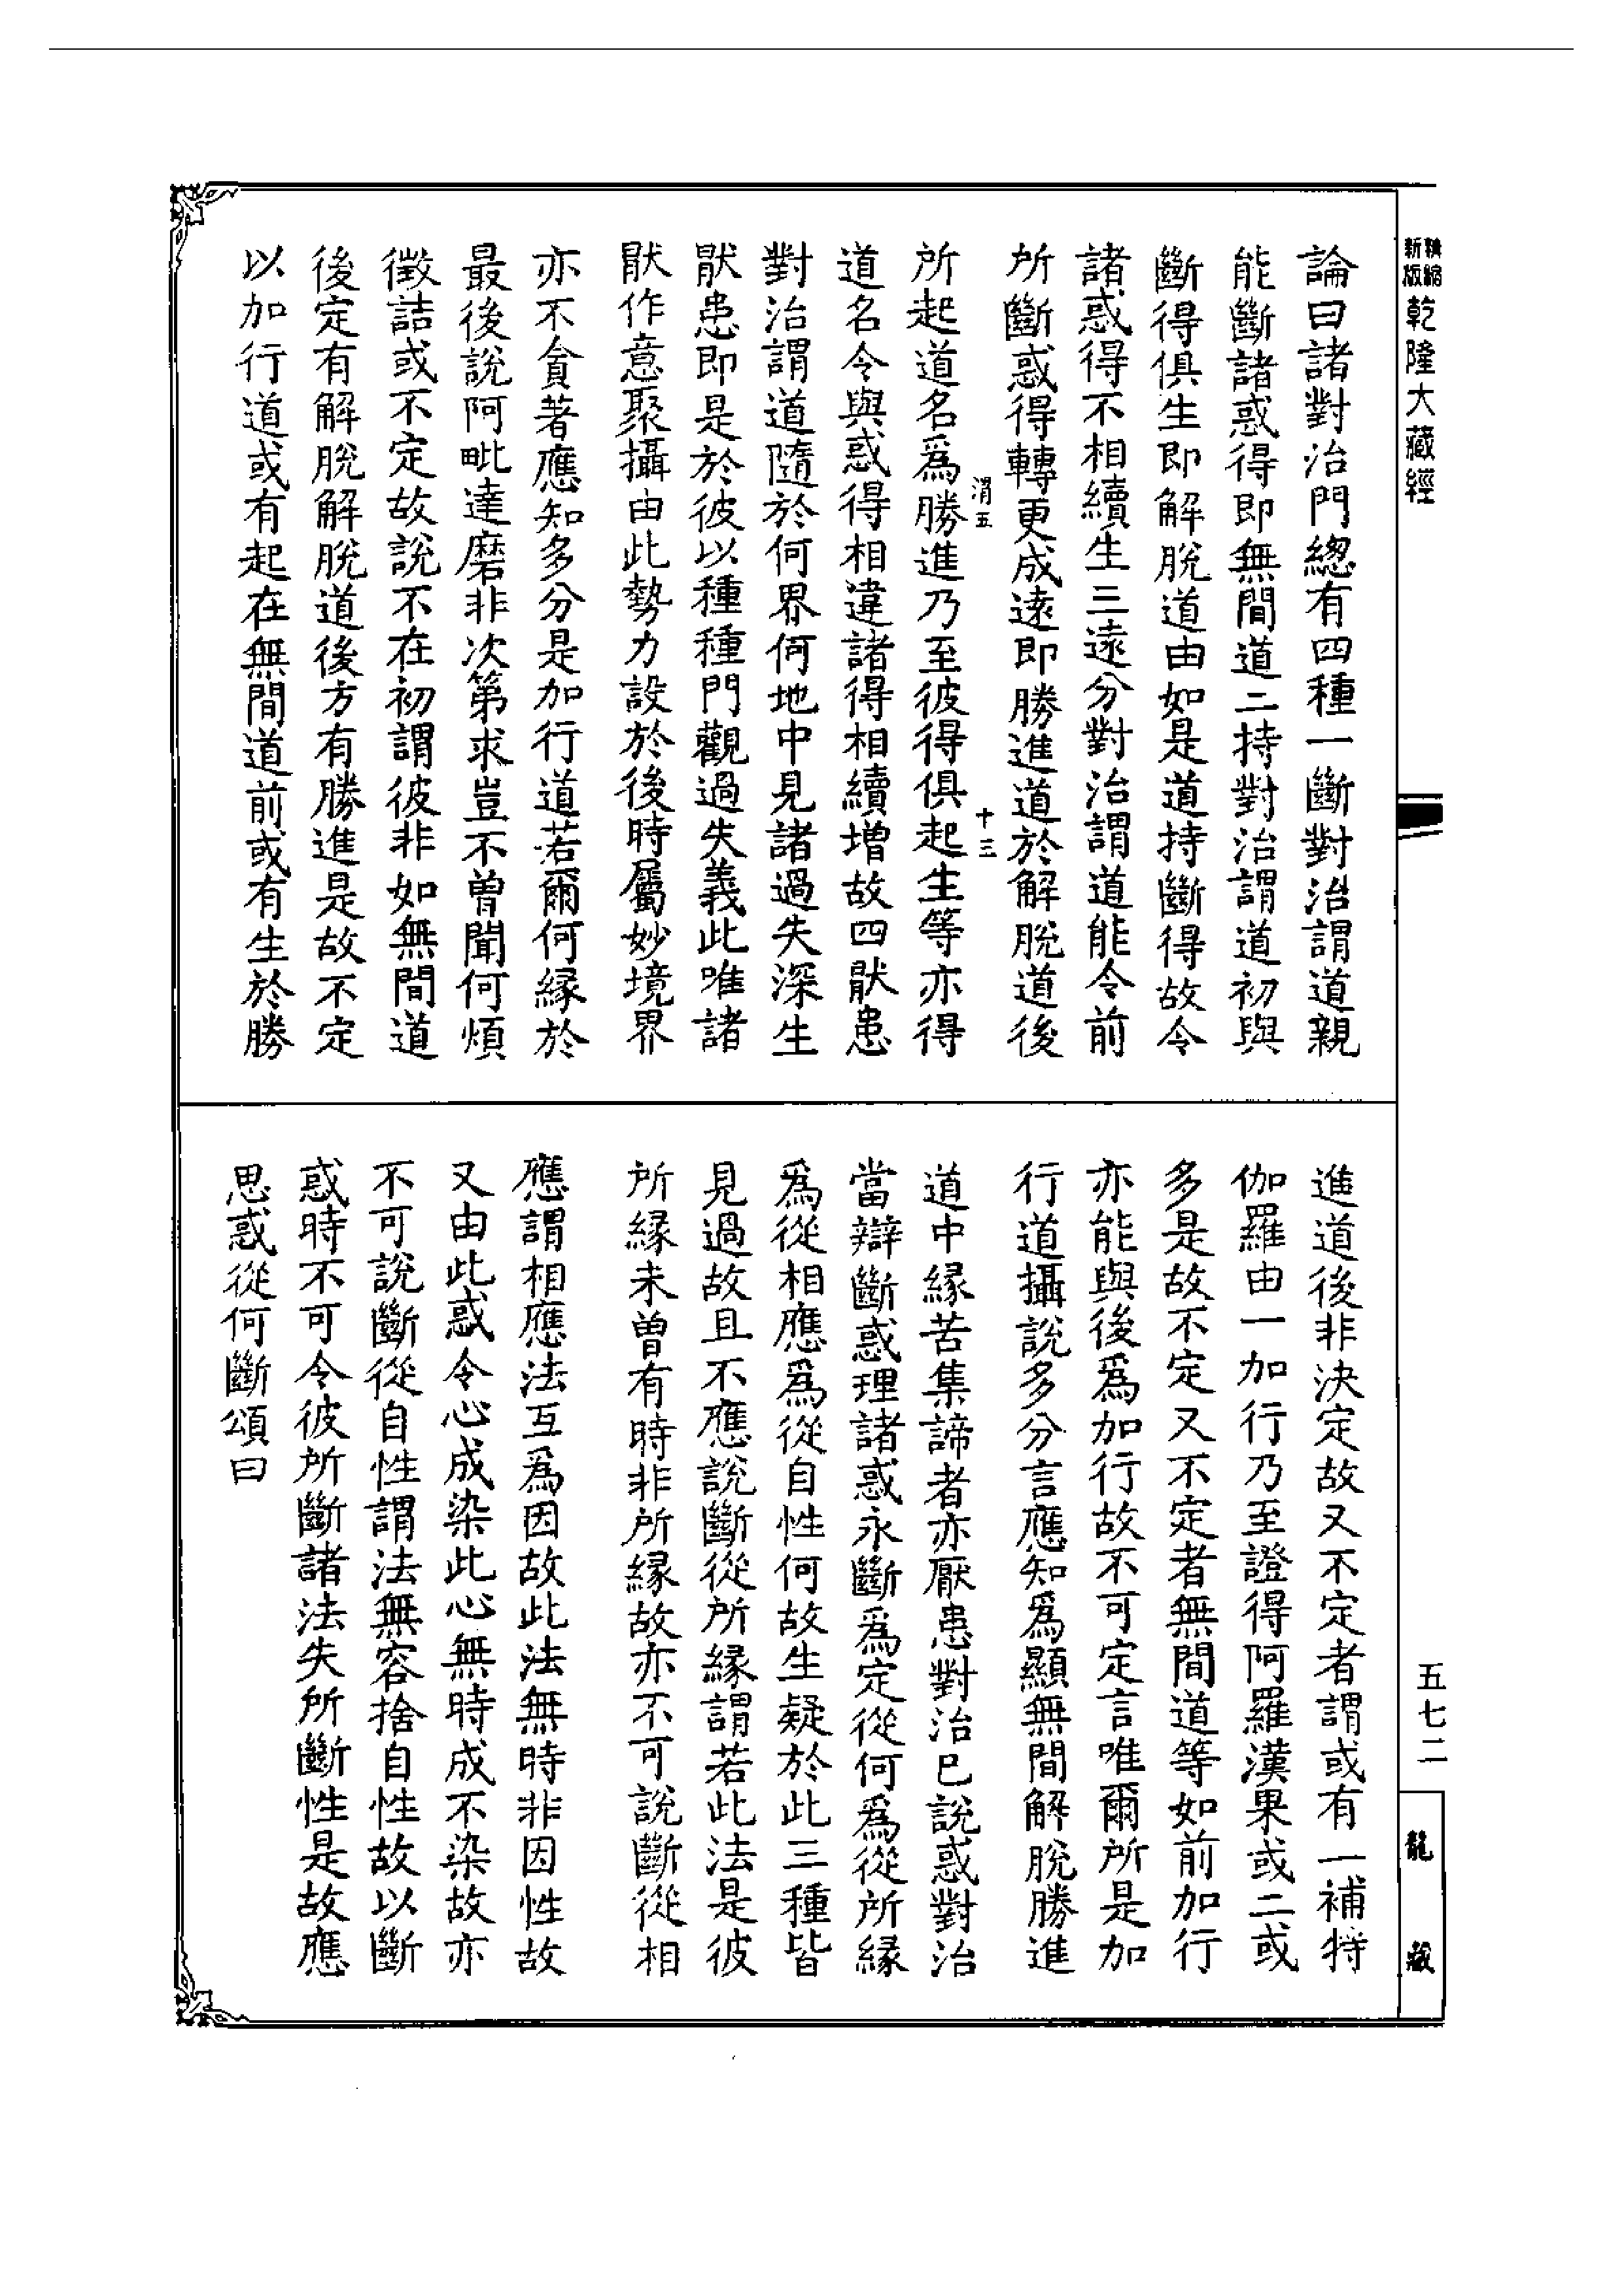 新版
縮
乾隆大藏經
論曰諸對治門總有四種一斷對治謂道親
能斷諸惑得即無間道二持對治謂道初與
斷得俱生即解脫道由如是道持斷得故令
諸惑得不相續生三遠分對治謂道能令前
所斷惑得轉更成遠即勝進道於解脫道後
渭五
十三
所起道名爲勝進乃至彼得俱起生等亦得
道名令與惑得相違諸得相續增故四猒患
對治謂道隨於何界何地中見諸過失深生
猒患即是於彼以種種門觀過失義此唯諸
猒作意聚攝由此勢力設於後時屬妙境界
亦不貪著應知多分是加行道若爾何緣於
最後說阿毗達磨非次第求豈不曾聞何煩
徵詰或不定故說不在初謂彼非如無間道
後定有解脫解脫道後方有勝進是故不定
以加行道或有起在無間道前或有生於勝
進道後非決定故又不定者謂或有一補特
伽羅由一加行乃至證得阿羅漢果或二或
多是故不定又不定者無間道等如前加行
亦能與後爲加行故不可定言唯爾所是加
行道攝說多分言應知爲顯無間解脫勝進
道中緣苦集諦者亦厭患對治已說惑對治
當辯斷惑理諸惑永斷爲定從何爲從所緣
爲從相應爲從自性何故生疑於此三種皆
見過故且不應說斷從所緣謂若此法是彼
所緣未曾有時非所緣故亦不可說斷從相
應謂相應法互爲因故此法無時非因性故
又由此惑令心成染此心無時成不染故亦
不可說斷從自性謂法無容捨自性故以斷
惑時不可令彼所斷諸法失所斷性是故應
思惑從何斷頌曰
五七二
龍藏